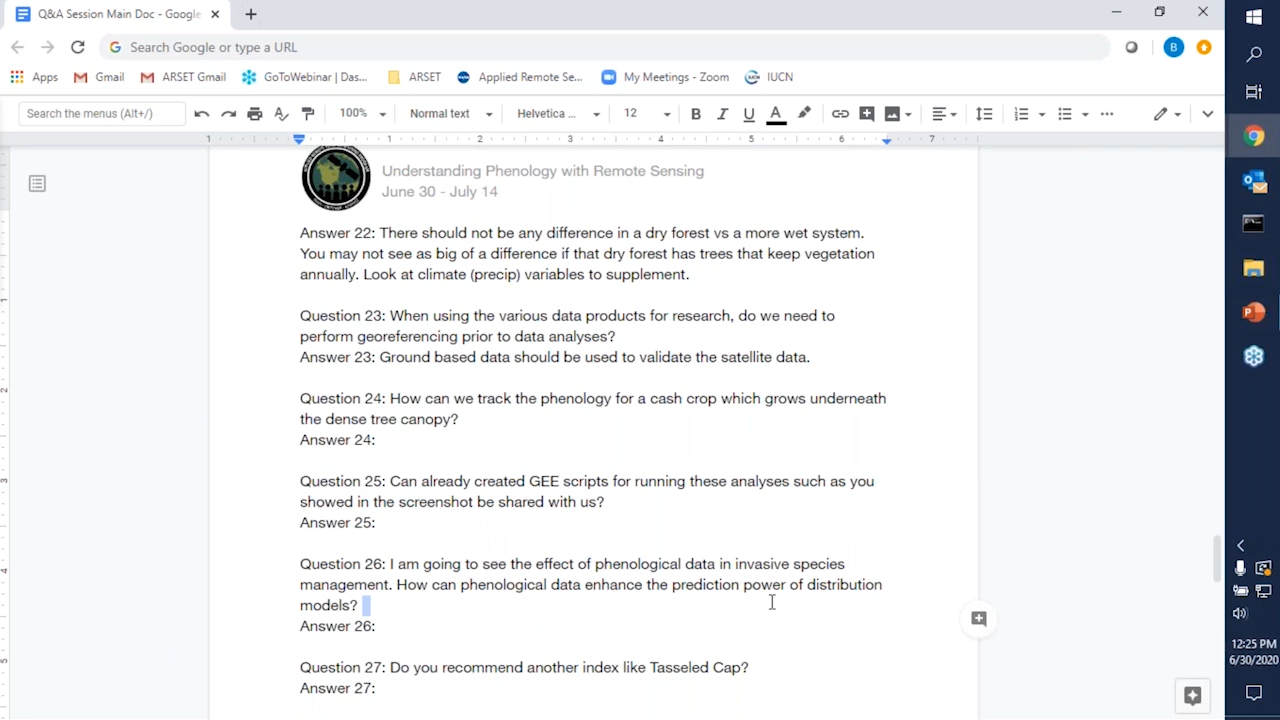 Q&A Session Main Doc - Google
Search Google or type a URL
B
Apps
Gmail
ARSET Gmail
GoToWebinar | Das...
ARSET
Applied Remote Se...
My Meetings - Zoom
IUCN
Search the menus (Alt+/)
100%
Normal text
Helvetica ...
12
B
I
U
A
1
1
2
3
4
5
6
7
Understanding Phenology with Remote Sensing
June 30 - July 14
Answer 22: There should not be any difference in a dry forest vs a more wet system.
You may not see as big of a difference if that dry forest has trees that keep vegetation
annually. Look at climate (precip) variables to supplement.
Question 23: When using the various data products for research, do we need to
perform georeferencing prior to data analyses?
Answer 23: Ground based data should be used to validate the satellite data.
Question 24: How can we track the phenology for a cash crop which grows underneath
the dense tree canopy?
Answer 24:
Question 25: Can already created GEE scripts for running these analyses such as you
showed in the screenshot be shared with us?
Answer 25:
Question 26: I am going to see the effect of phenological data in invasive species
management. How can phenological data enhance the prediction power of distribution
models?
Answer 26:
Question 27: Do you recommend another index like Tasseled Cap?
Answer 27:
12:25 PM
6/30/2020